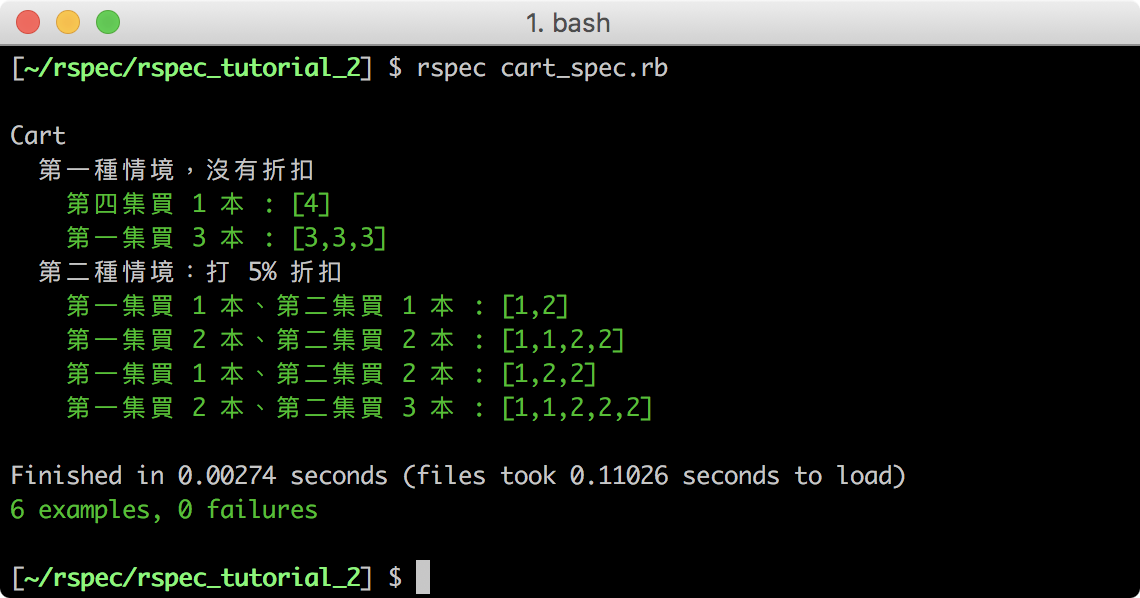 1. bash
[~/rspec/rspec_tutorial_2] $ rspec cart_spec.rb
Cart
第一種情境，沒有折扣
第四集買 1 本 : [4]
第一集買 3 本 : [3,3,3]
第二種情境：打 5% 折扣
第一集買 1 本、第二集買 1 本 : [1,2]
第一集買 2 本、第二集買 2 本 : [1,1,2,2]
第一集買 1 本、第二集買 2 本 : [1,2,2]
第一集買 2 本、第二集買 3 本 : [1,1,2,2,2]
Finished in 0.00274 seconds (files took 0.11026 seconds to load)
6 examples, 0 failures
[~/rspec/rspec_tutorial_2] $